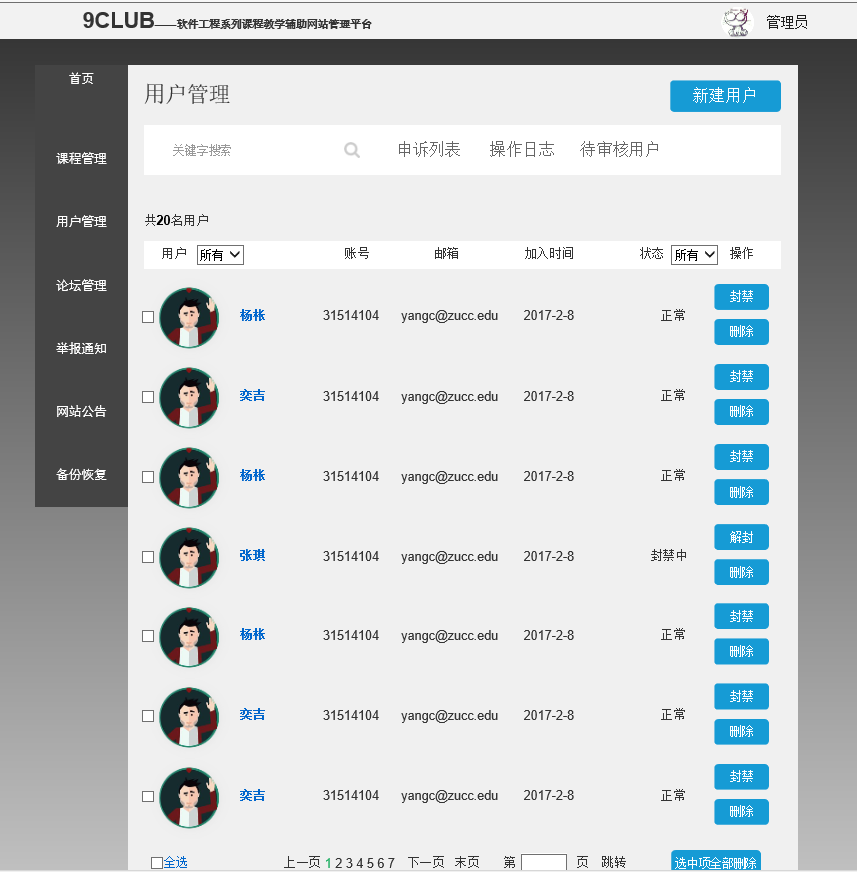 9CLUB——软件工程系列课程教学辅助网站管理平台
管理员
首页
课程管理
用户管理
论坛管理
举报通知
网站公告
备份恢复
用户管理
新建用户
关键字搜索 申诉列表 操作日志 待审核用户
共20名用户
用户 所有 账号 邮箱 加入时间 状态 所有 操作
杨枨 31514104 yangc@zucc.edu 2017-2-8 正常 封禁
删除
奕吉 31514104 yangc@zucc.edu 2017-2-8 正常 封禁
删除
杨枨 31514104 yangc@zucc.edu 2017-2-8 正常 封禁
删除
张琪 31514104 yangc@zucc.edu 2017-2-8 封禁中 解封
删除
杨枨 31514104 yangc@zucc.edu 2017-2-8 正常 封禁
删除
奕吉 31514104 yangc@zucc.edu 2017-2-8 正常 封禁
删除
奕吉 31514104 yangc@zucc.edu 2017-2-8 正常 封禁
删除
全选 上一页 1 2 3 4 5 6 7 下一页 末页 第 页 跳转 选中项全部删除